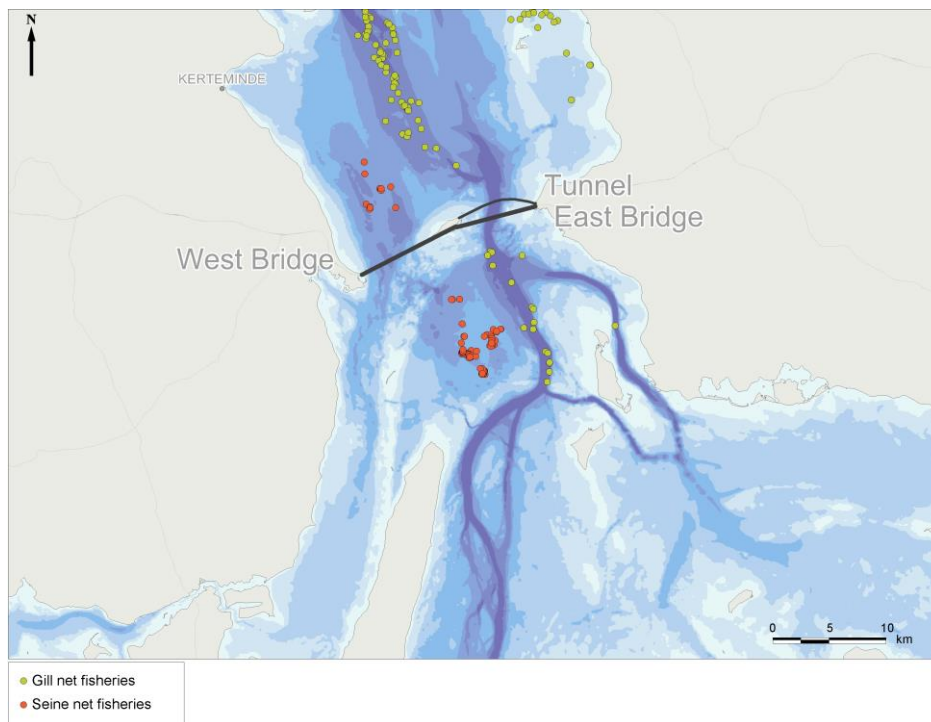 N
KERTEMINDE
Tunnel
East Bridge
West Bridge
0 5 10
km
Gill net fisheries
Seine net fisheries